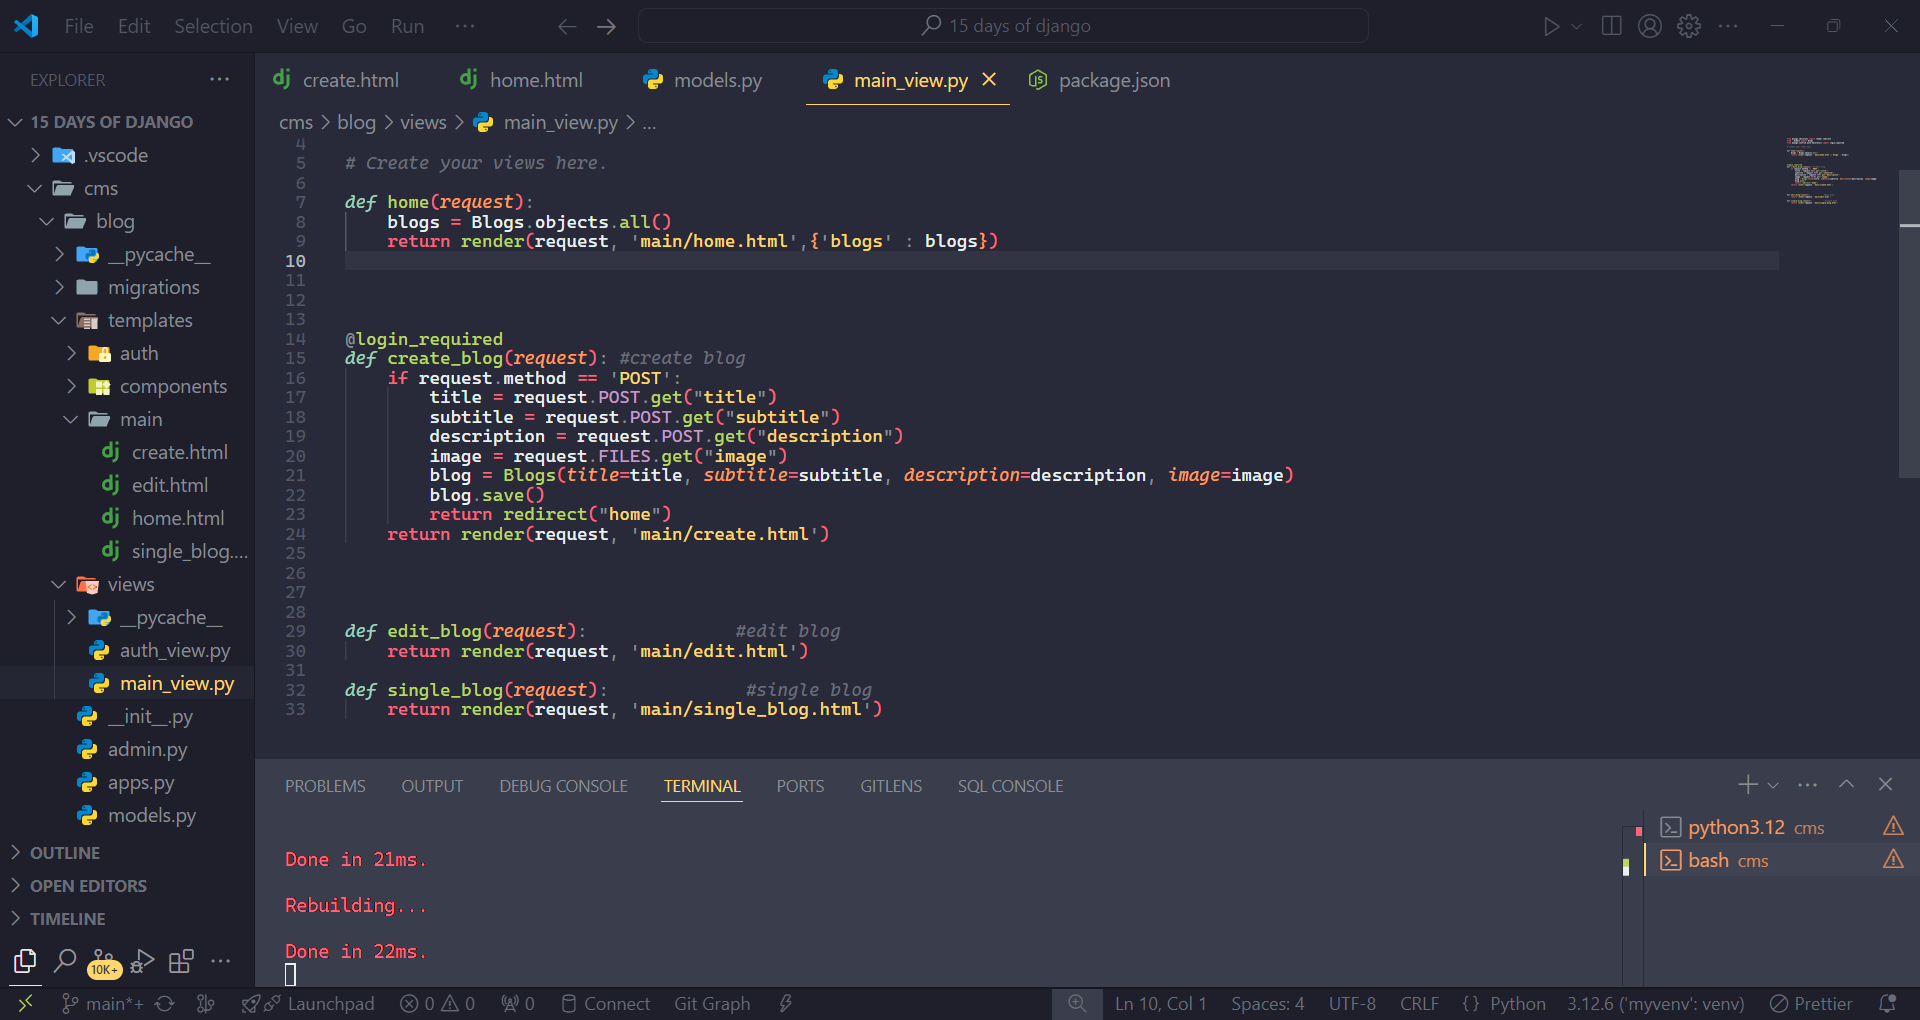 File Edit Selection View Go Run ··· 15 days of django
EXPLORER ···
15 DAYS OF DJANGO
.vscode
cms
blog
__pycache__
migrations
templates
auth
components
main
create.html
edit.html
home.html
single_blog....
views
__pycache__
auth_view.py
main_view.py
__init__.py
admin.py
apps.py
models.py
OUTLINE
OPEN EDITORS
TIMELINE
10K+
create.html home.html models.py main_view.py package.json
cms > blog > views > main_view.py > ...
4
5 # Create your views here.
6
7 def home(request):
8 blogs = Blogs.objects.all()
9 return render(request, 'main/home.html',{'blogs' : blogs})
10
11
12
13
14 @login_required
15 def create_blog(request): #create blog
16 if request.method == 'POST':
17 title = request.POST.get("title")
18 subtitle = request.POST.get("subtitle")
19 description = request.POST.get("description")
20 image = request.FILES.get("image")
21 blog = Blogs(title=title, subtitle=subtitle, description=description, image=image)
22 blog.save()
23 return redirect("home")
24 return render(request, 'main/create.html')
25
26
27
28
29 def edit_blog(request): #edit blog
30 return render(request, 'main/edit.html')
31
32 def single_blog(request): #single blog
33 return render(request, 'main/single_blog.html')
PROBLEMS OUTPUT DEBUG CONSOLE TERMINAL PORTS GITLENS SQL CONSOLE
Done in 21ms.
Rebuilding...
Done in 22ms.
python3.12 cms
bash cms
main*+ Launchpad 0 0 0 Connect Git Graph Ln 10, Col 1 Spaces: 4 UTF-8 CRLF {} Python 3.12.6 ('myvenv': venv) Prettier